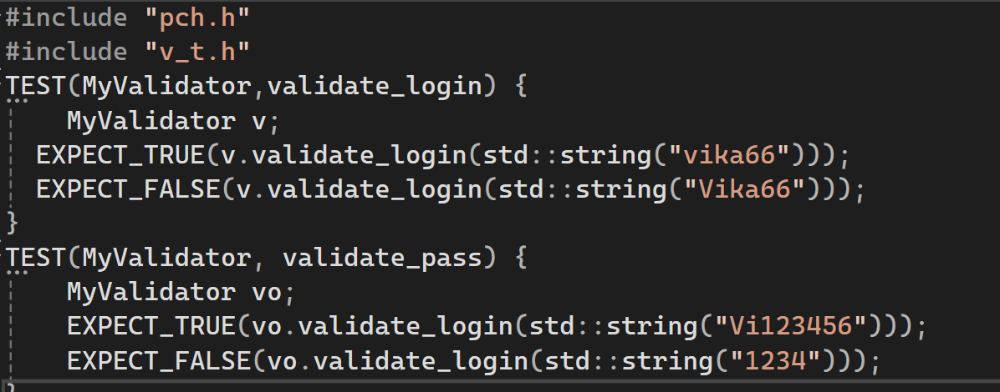 #include "pch.h"
#include "v_t.h"
TEST(MyValidator,validate_login) {
    MyValidator v;
  EXPECT_TRUE(v.validate_login(std::string("vika66")));
  EXPECT_FALSE(v.validate_login(std::string("Vika66")));
}
TEST(MyValidator, validate_pass) {
    MyValidator vo;
    EXPECT_TRUE(vo.validate_login(std::string("Vi123456")));
    EXPECT_FALSE(vo.validate_login(std::string("1234")));
}